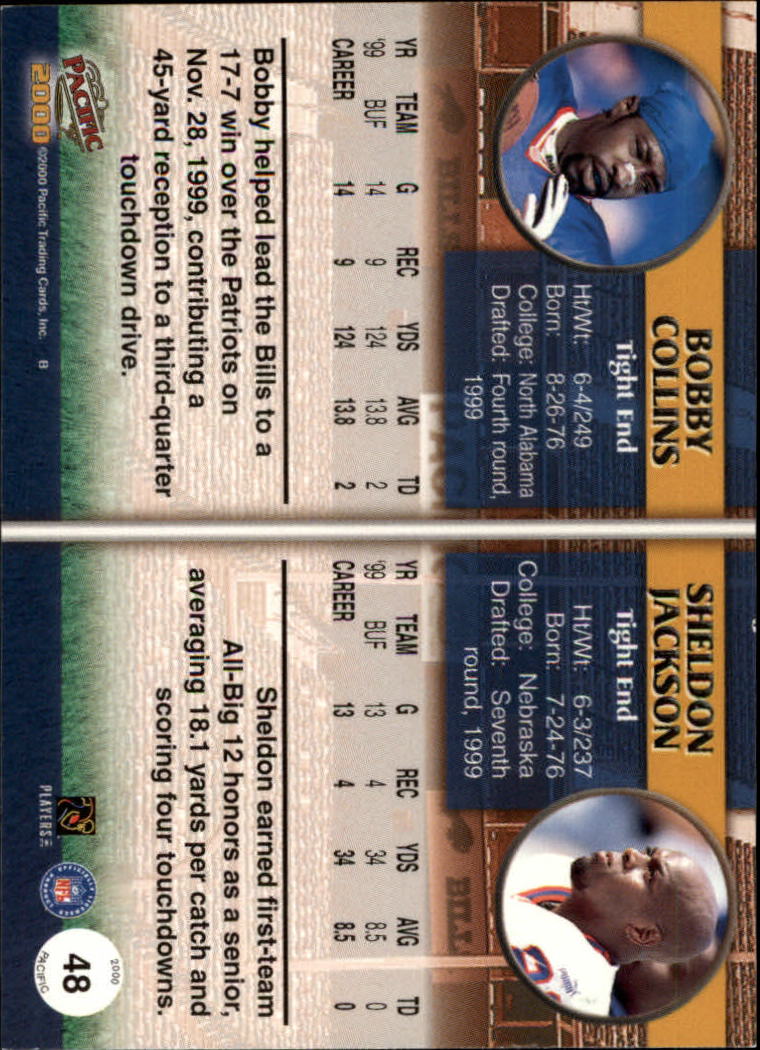 BOBBY
COLLINS
Tight End
Ht/Wt: 6-4/249
Born: 8-26-76
College: North Alabama
Drafted: Fourth round,
1999
BILLS
YR TEAM G REC YDS AVG TD
'99 BUF 14 9 124 13.8 2
CAREER 14 9 124 13.8 2
Bobby helped lead the Bills to a
17-7 win over the Patriots on
Nov. 28, 1999, contributing a
45-yard reception to a third-quarter
touchdown drive.
PACIFIC
2000
©2000 Pacific Trading Cards, Inc. B
SHELDON
JACKSON
Tight End
Ht/Wt: 6-3/237
Born: 7-24-76
College: Nebraska
Drafted: Seventh
round, 1999
BILL
YR TEAM G REC YDS AVG TD
'99 BUF 13 4 34 8.5 0
CAREER 13 4 34 8.5 0
Sheldon earned first-team
All-Big 12 honors as a senior,
averaging 18.1 yards per catch and
scoring four touchdowns.
PLAYERS INC
NFL
2000
48
PACIFIC